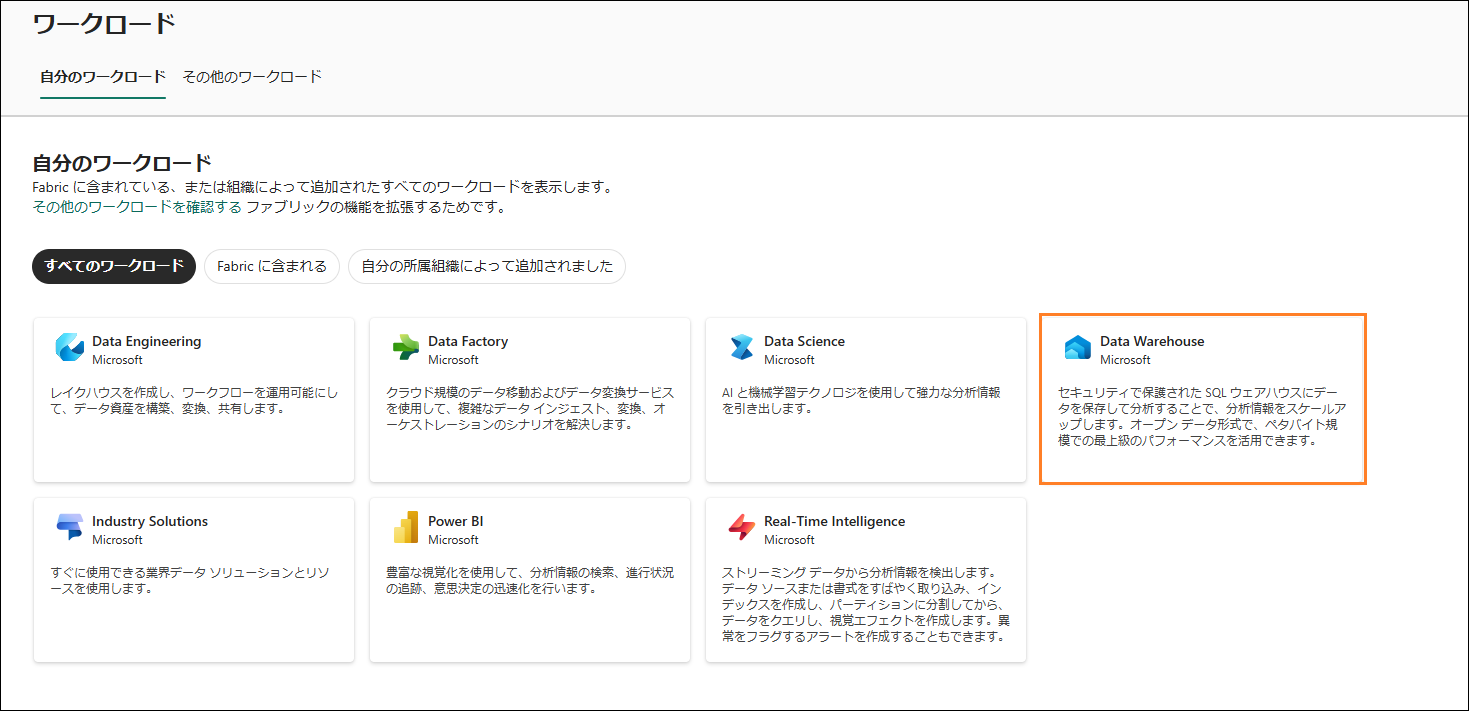 ワークロード
自分のワークロード その他のワークロード
自分のワークロード
Fabric に含まれている、または組織によって追加されたすべてのワークロードを表示します。
その他のワークロードを確認する ファブリックの機能を拡張するためです。
すべてのワークロード Fabric に含まれる 自分の所属組織によって追加されました
Data Engineering
Microsoft
レイクハウスを作成し、ワークフローを運用可能にし
て、データ資産を構築、変換、共有します。
Data Factory
Microsoft
クラウド規模のデータ移動およびデータ変換サービス
を使用して、複雑なデータ インジェスト、変換、オ
ーケストレーションのシナリオを解決します。
Data Science
Microsoft
AI と機械学習テクノロジを使用して強力な分析情報
を引き出します。
Data Warehouse
Microsoft
セキュリティで保護された SQL ウェアハウスにデー
タを保存して分析することで、分析情報をスケールア
ップします。オープン データ形式で、ペタバイト規
模での最上級のパフォーマンスを活用できます。
Industry Solutions
Microsoft
すぐに使用できる業界データ ソリューションとリソ
ースを使用します。
Power BI
Microsoft
豊富な視覚化を使用して、分析情報の検索、進行状況
の追跡、意思決定の迅速化を行います。
Real-Time Intelligence
Microsoft
ストリーミング データから分析情報を検出します。
データ ソースまたは書式をすばやく取り込み、イン
デックスを作成し、パーティションに分割してから、
データをクエリし、視覚エフェクトを作成します。異
常をフラグするアラートを作成することもできます。